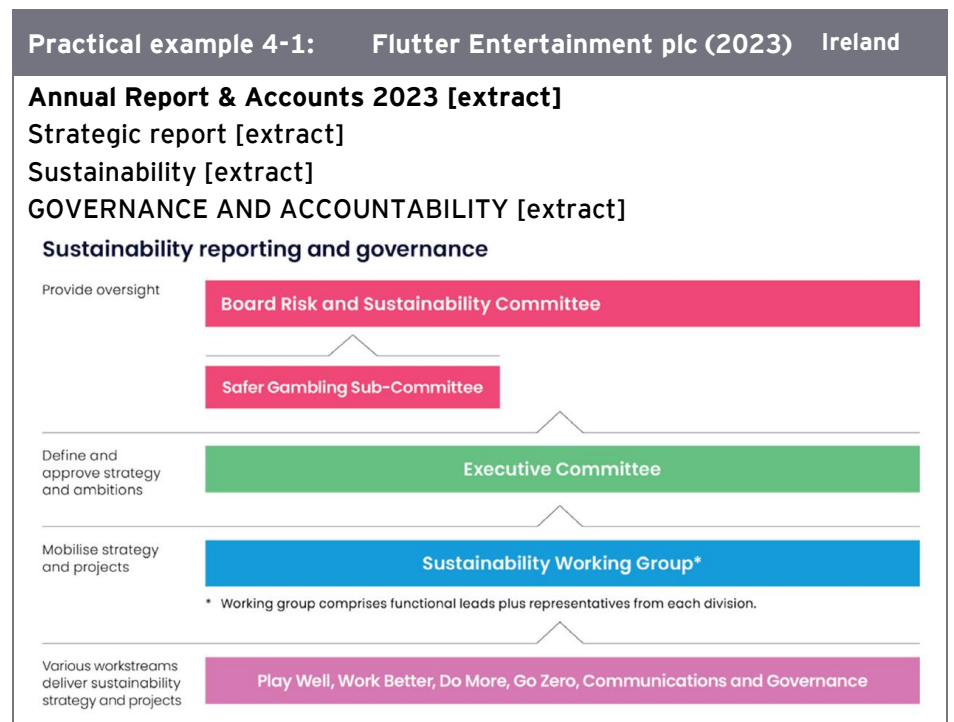 Practical example 4-1: Flutter Entertainment plc (2023) Ireland
Annual Report & Accounts 2023 [extract]
Strategic report [extract]
Sustainability [extract]
GOVERNANCE AND ACCOUNTABILITY [extract]
Sustainability reporting and governance
Provide oversight
Board Risk and Sustainability Committee
Safer Gambling Sub-Committee
Define and
approve strategy
and ambitions
Executive Committee
Mobilise strategy
and projects
Sustainability Working Group*
* Working group comprises functional leads plus representatives from each division.
Various workstreams
deliver sustainability
strategy and projects
Play Well, Work Better, Do More, Go Zero, Communications and Governance